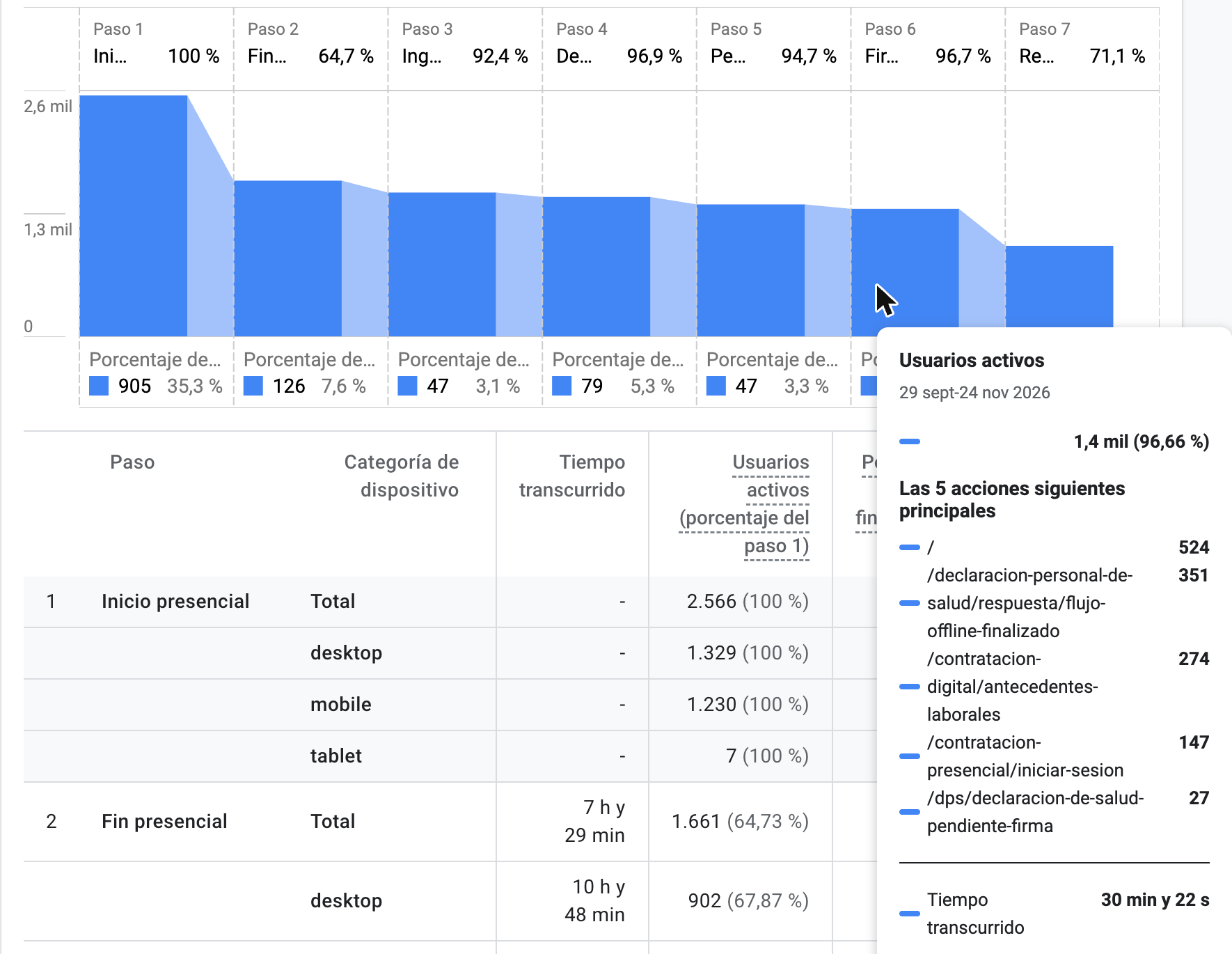 Paso 1
Ini... 100 %
Paso 2
Fin... 64,7 %
Paso 3
Ing... 92,4 %
Paso 4
De... 96,9 %
Paso 5
Pe... 94,7 %
Paso 6
Fir... 96,7 %
Paso 7
Re... 71,1 %
2,6 mil
1,3 mil
0
Porcentaje de...
905 35,3 %
Porcentaje de...
126 7,6 %
Porcentaje de...
47 3,1 %
Porcentaje de...
79 5,3 %
Porcentaje de...
47 3,3 %
Usuarios activos
29 sept-24 nov 2026
1,4 mil (96,66 %)
Las 5 acciones siguientes
principales
/ 524
/declaracion-personal-de- 351
salud/respuesta/flujo-
offline-finalizado
/contratacion- 274
digital/antecedentes-
laborales
/contratacion- 147
presencial/iniciar-sesion
/dps/declaracion-de-salud- 27
pendiente-firma
Tiempo 30 min y 22 s
transcurrido
Paso
Categoría de
dispositivo
Tiempo
transcurrido
Usuarios
activos
(porcentaje del
paso 1)
1 Inicio presencial Total - 2.566 (100 %)
desktop - 1.329 (100 %)
mobile - 1.230 (100 %)
tablet - 7 (100 %)
2 Fin presencial Total 7 h y
29 min 1.661 (64,73 %)
desktop 10 h y
48 min 902 (67,87 %)